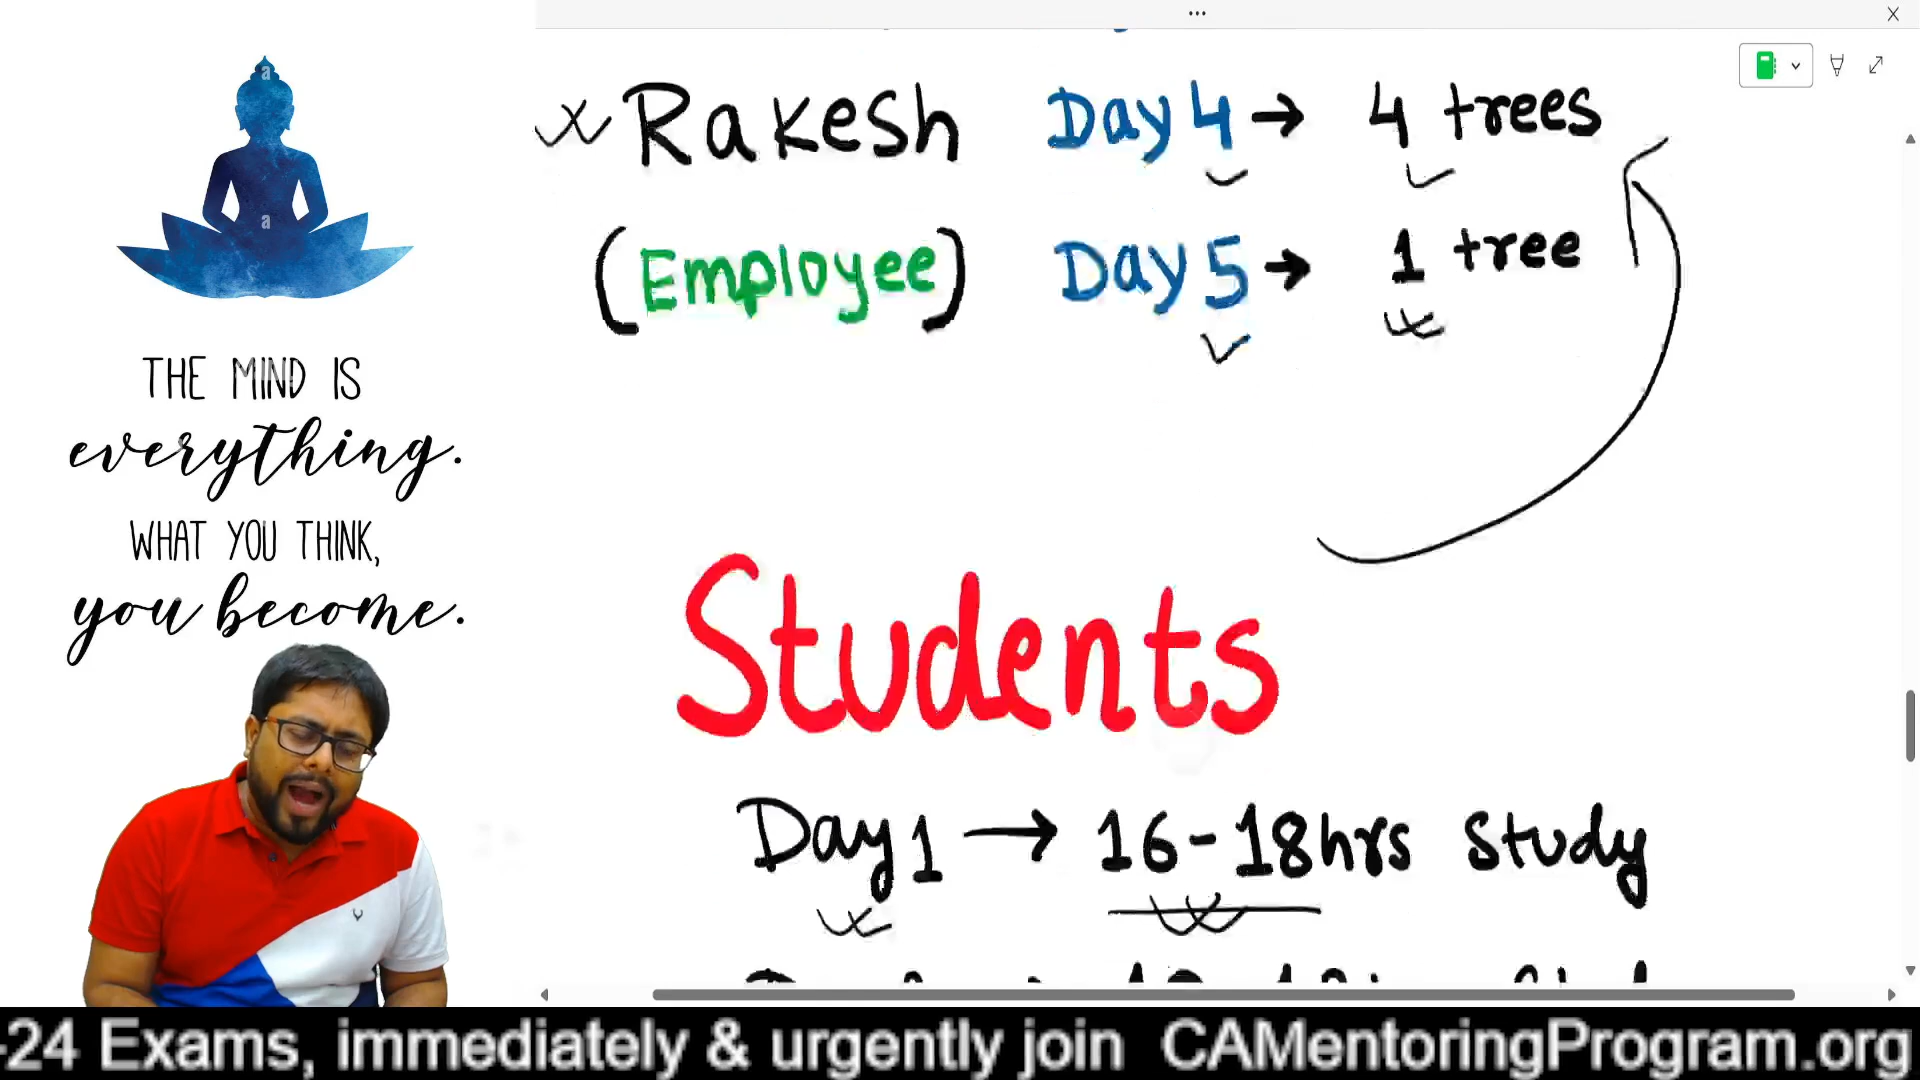 Rakesh Day 4 → 4 trees
(Employee) Day 5 → 1 tree
THE MIND IS
everything.
WHAT YOU THINK,
you become.
Students
Day 1 → 16-18hrs Study
-24 Exams, immediately & urgently join CAMentoringProgram.org